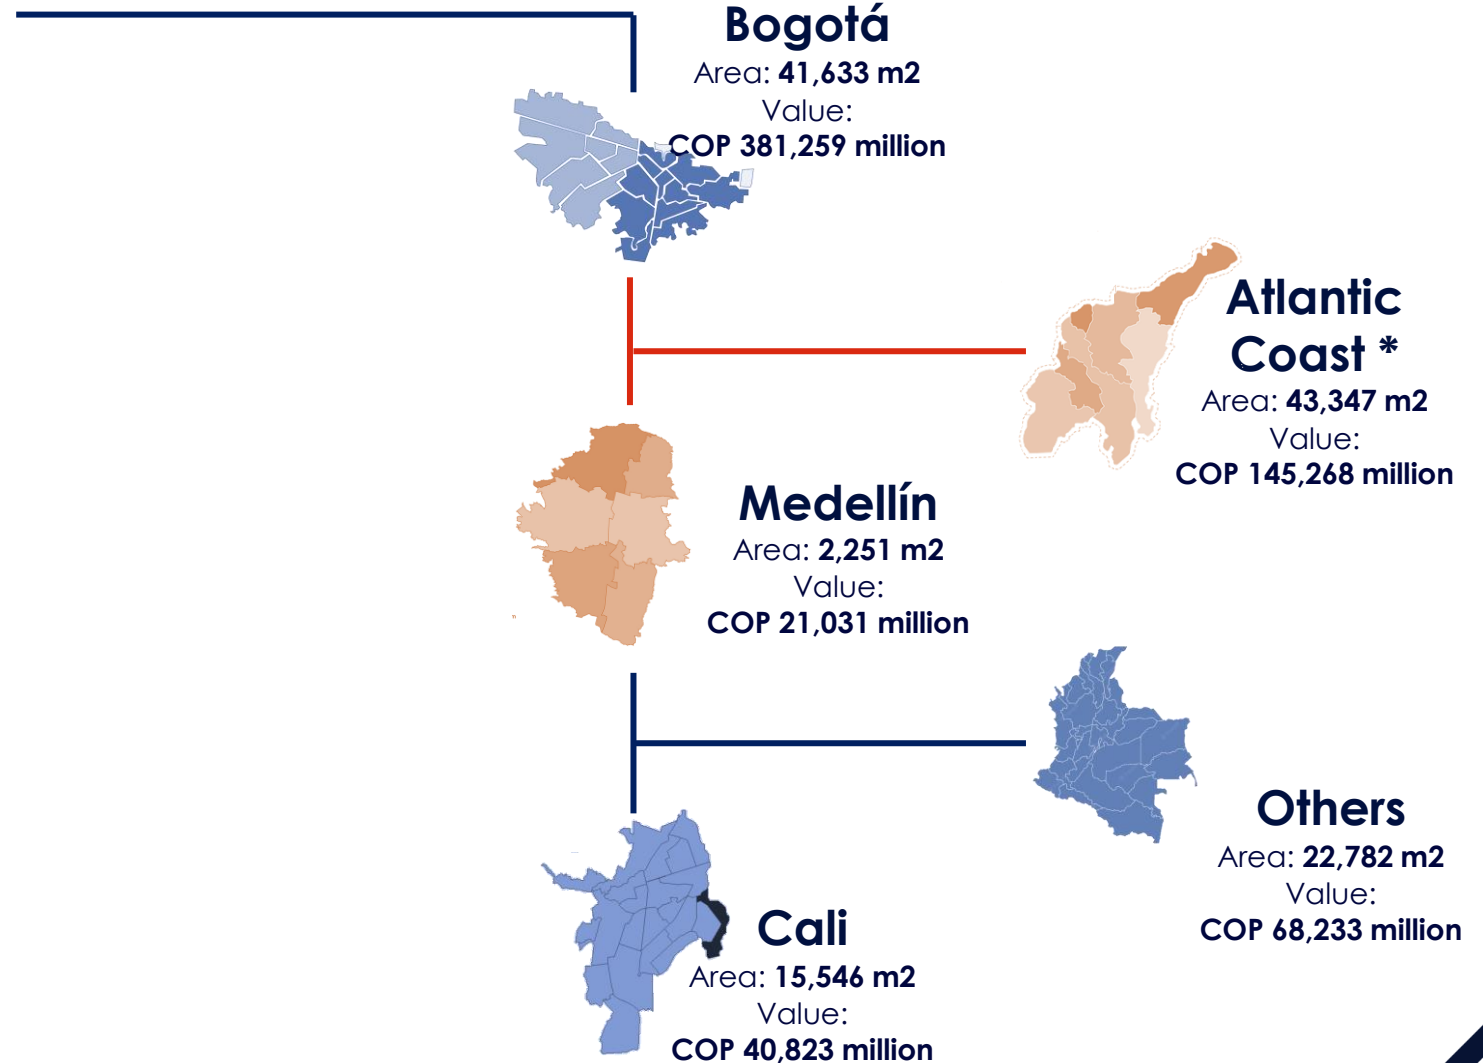 Bogotá
Area: 41,633 m2
Value:
COP 381,259 million
Atlantic
Coast *
Area: 43,347 m2
Value:
COP 145,268 million
Medellín
Area: 2,251 m2
Value:
COP 21,031 million
Others
Area: 22,782 m2
Value:
COP 68,233 million
Cali
Area: 15,546 m2
Value:
COP 40,823 million